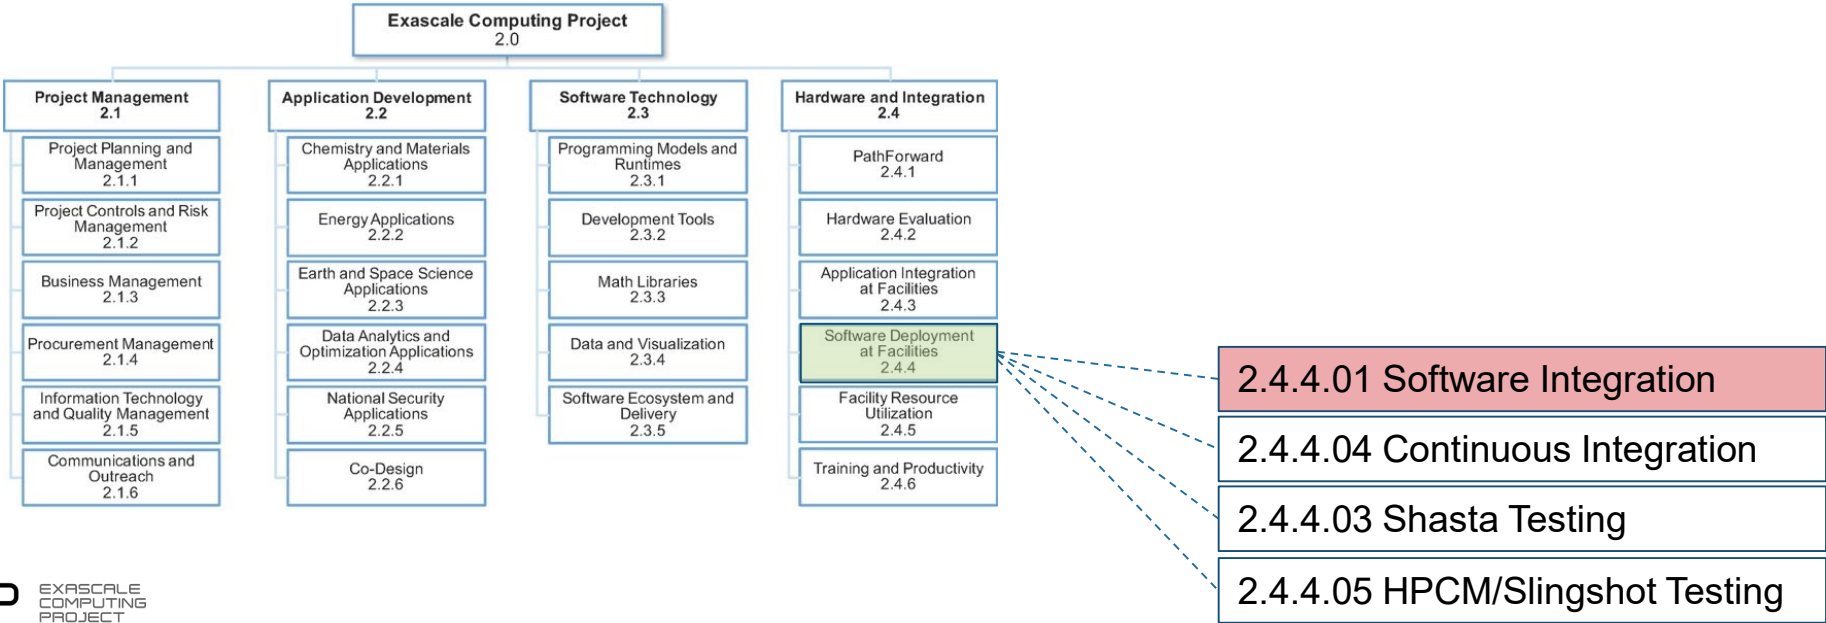 Exascale Computing Project
2.0
Project Management
2.1
Project Planning and
Management
2.1.1
Project Controls and Risk
Management
2.1.2
Business Management
2.1.3
Procurement Management
2.1.4
Information Technology
and Quality Management
2.1.5
Communications and
Outreach
2.1.6
Application Development
2.2
Chemistry and Materials
Applications
2.2.1
Energy Applications
2.2.2
Earth and Space Science
Applications
2.2.3
Data Analytics and
Optimization Applications
2.2.4
National Security
Applications
2.2.5
Co-Design
2.2.6
Software Technology
2.3
Programming Models and
Runtimes
2.3.1
Development Tools
2.3.2
Math Libraries
2.3.3
Data and Visualization
2.3.4
Software Ecosystem and
Delivery
2.3.5
Hardware and Integration
2.4
PathForward
2.4.1
Hardware Evaluation
2.4.2
Application Integration
at Facilities
2.4.3
Software Deployment
at Facilities
2.4.4
Facility Resource
Utilization
2.4.5
Training and Productivity
2.4.6
2.4.4.01 Software Integration
2.4.4.04 Continuous Integration
2.4.4.03 Shasta Testing
2.4.4.05 HPCM/Slingshot Testing
EXASCALE
COMPUTING
PROJECT